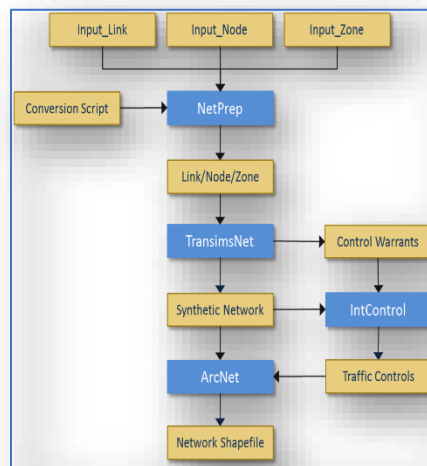 Input_Link
Input_Node
Input_Zone
Conversion Script
NetPrep
Link/Node/Zone
TransimsNet
Control Warrants
Synthetic Network
IntControl
ArcNet
Traffic Controls
Network Shapefile